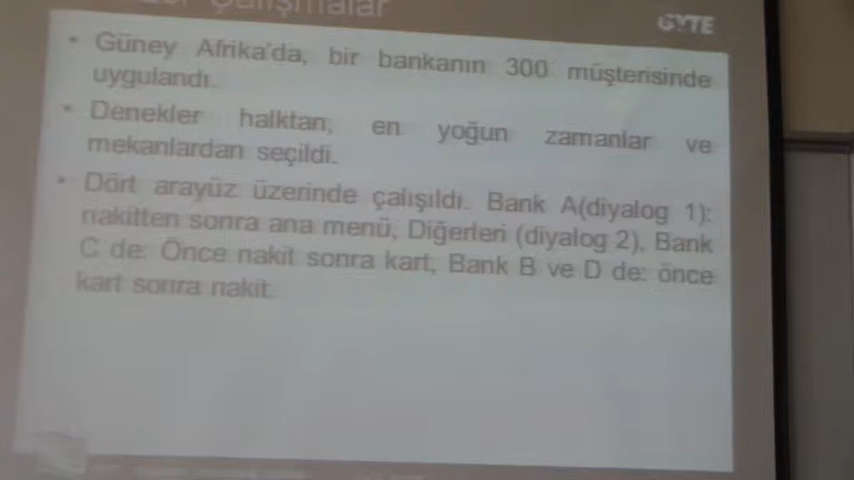 Çalışmalar
GYTE
• Güney Afrika'da, bir bankanın 300 müşterisinde
uygulandı.
• Denekler halktan, en yoğun zamanlar ve
mekanlardan seçildi.
• Dört arayüz üzerinde çalışıldı. Bank A(diyalog 1):
nakitten sonra ana menü, Diğerleri (diyalog 2), Bank
C de: Önce nakit sonra kart, Bank B ve D de: önce
kart sonra nakit.